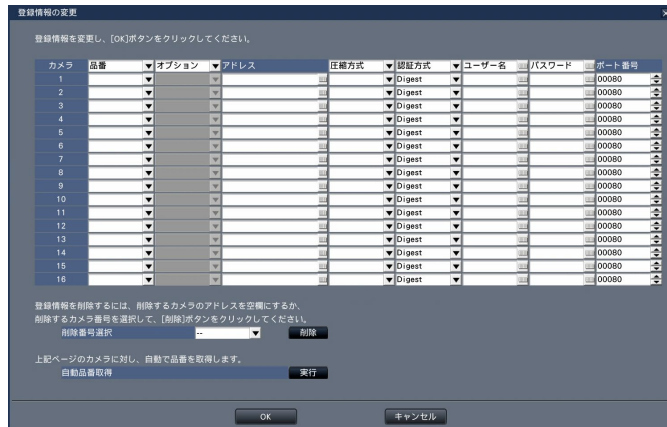 登録情報の変更
登録情報を変更し、[OK]ボタンをクリックしてください。
カメラ 品番 オプション アドレス 圧縮方式 認証方式 ユーザー名 パスワード ポート番号
1 Digest 00080
2 Digest 00080
3 Digest 00080
4 Digest 00080
5 Digest 00080
6 Digest 00080
7 Digest 00080
8 Digest 00080
9 Digest 00080
10 Digest 00080
11 Digest 00080
12 Digest 00080
13 Digest 00080
14 Digest 00080
15 Digest 00080
16 Digest 00080
登録情報を削除するには、削除するカメラのアドレスを空欄にするか、
削除するカメラ番号を選択して、[削除]ボタンをクリックしてください。
削除番号選択 -- 削除
上記ページのカメラに対し、自動で品番を取得します。
自動品番取得 実行
OK キャンセル